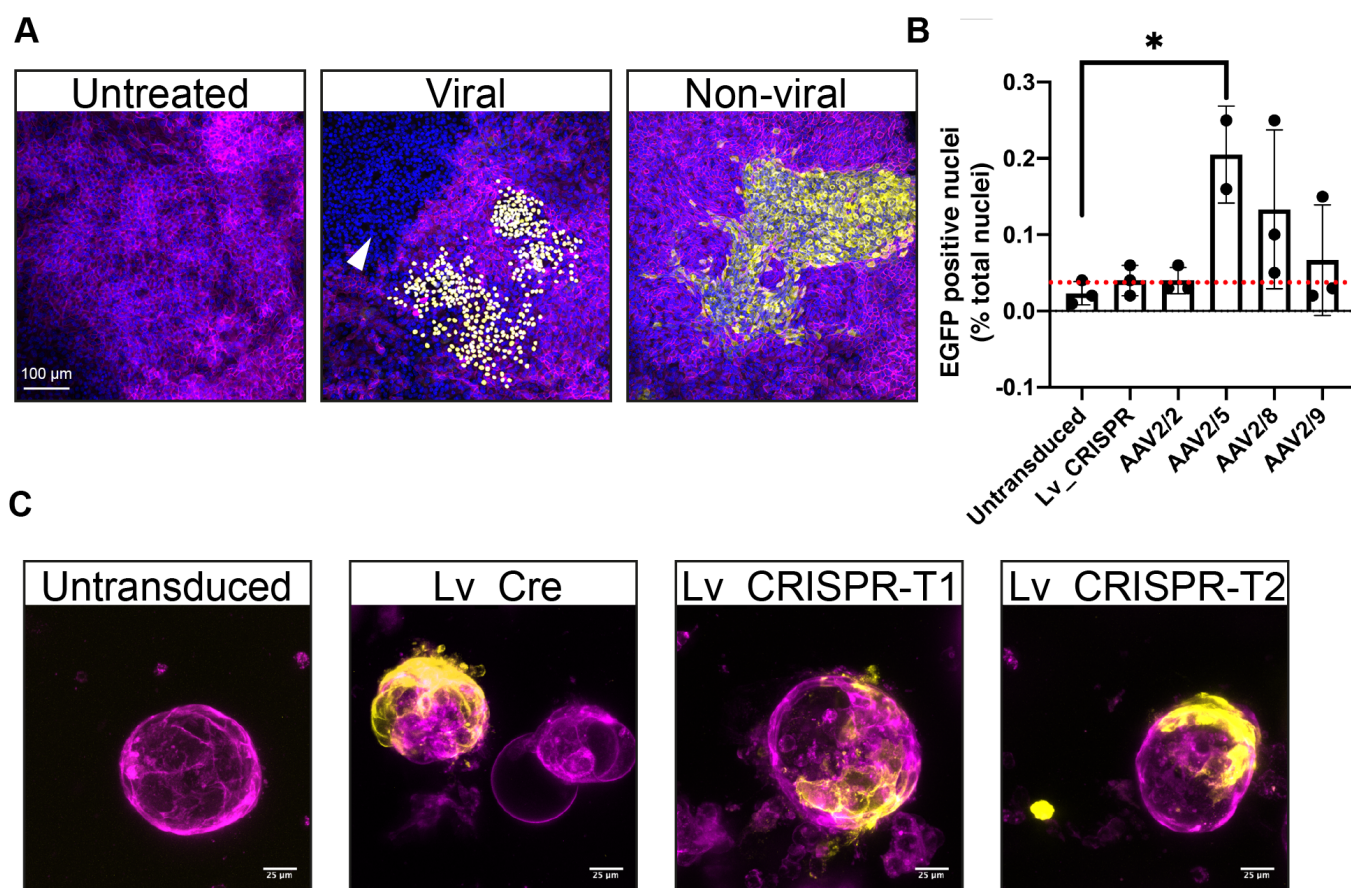 A
Untreated
Viral
Non-viral
100 µm
B
*
EGFP positive nuclei
(% total nuclei)
0.3
0.2
0.1
0.0
-0.1
Untransduced
Lv_CRISPR
AAV2/2
AAV2/5
AAV2/8
AAV2/9
C
Untransduced
Lv Cre
Lv CRISPR-T1
Lv CRISPR-T2
25 µm
25 µm
25 µm
25 µm